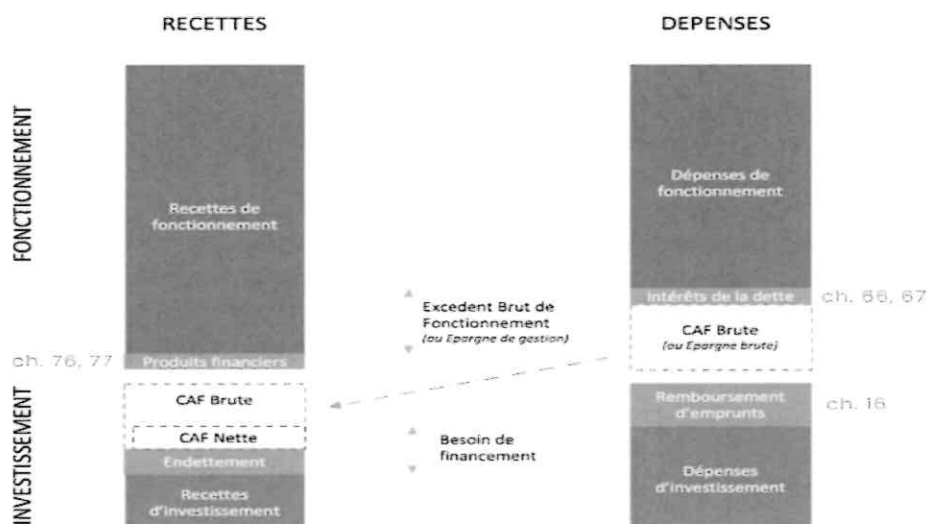 RECETTES
DEPENSES
FONCTIONNEMENT
Recettes de
fonctionnement
Dépenses de
fonctionnement
Intérêts de la dette
ch. 66, 67
Excedent Brut de
Fonctionnement
(ou Epargne de gestion)
CAF Brute
(ou Epargne brute)
ch. 76, 77
Produits financiers
INVESTISSEMENT
CAF Brute
CAF Nette
Endettement
Recettes
d'investissement
Besoin de
financement
Remboursement
d'emprunts
ch. 16
Dépenses
d'investissement